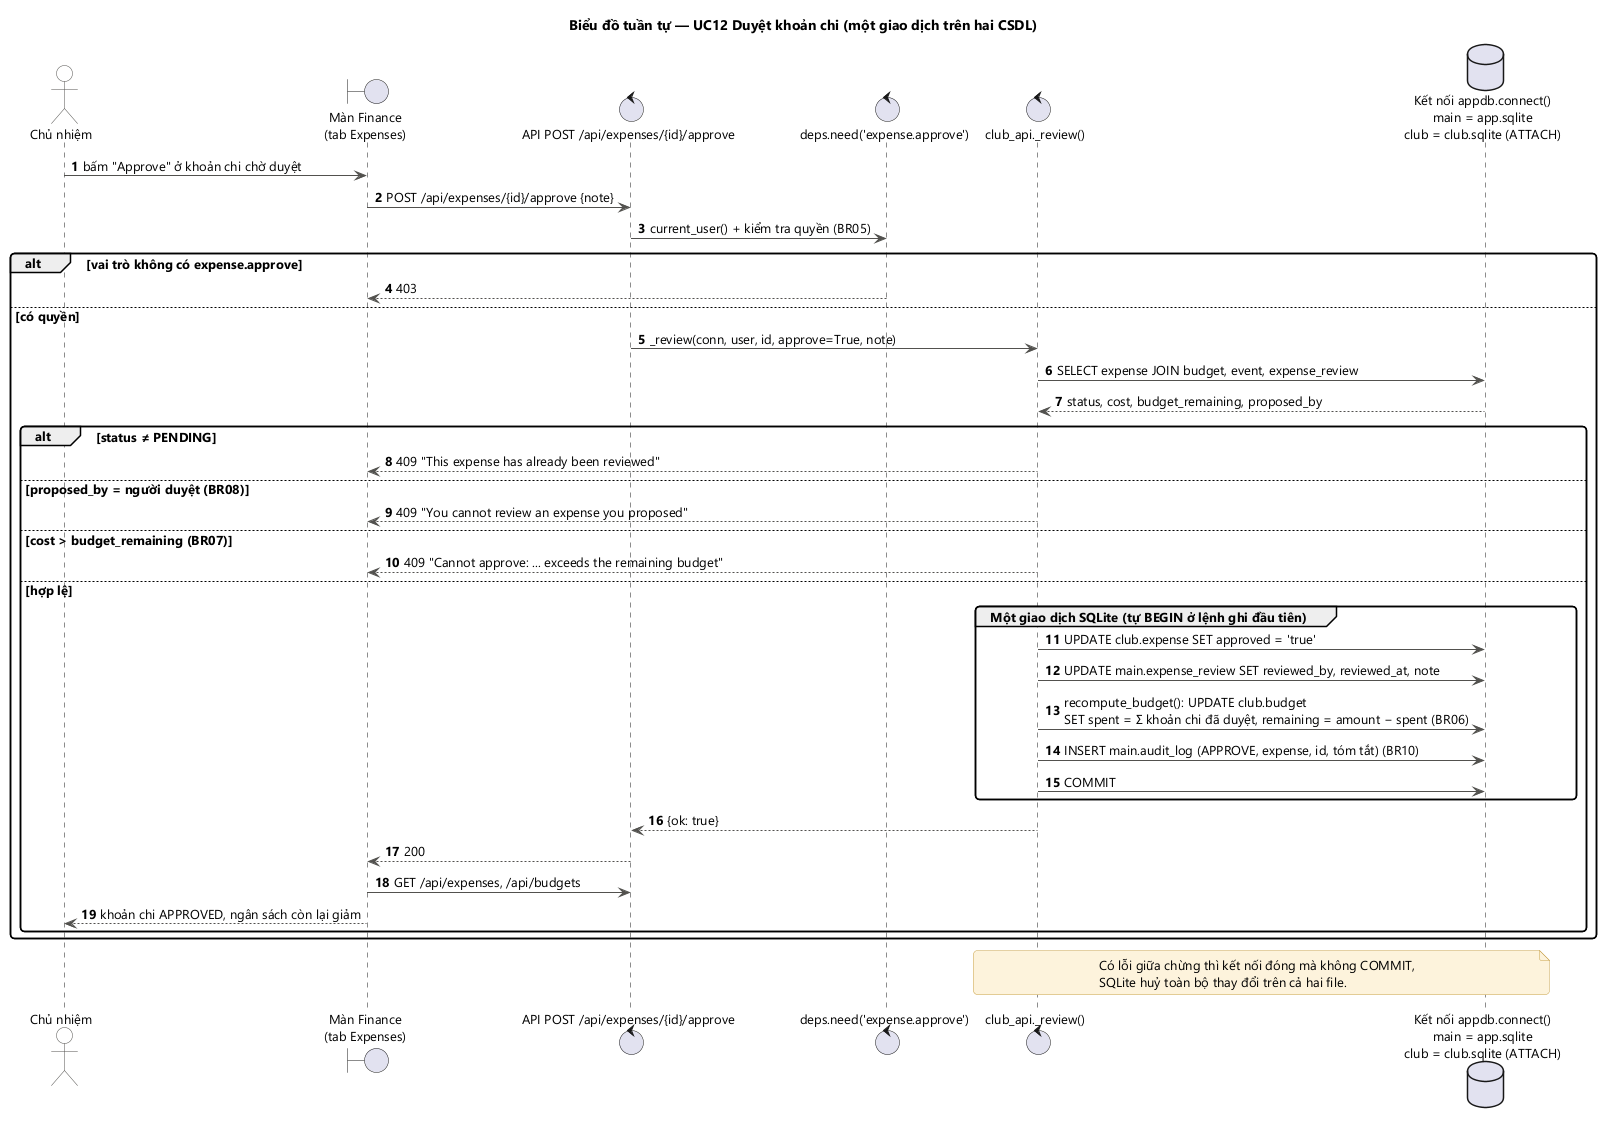 Biểu đồ tuần tự — UC12 Duyệt khoản chi (một giao dịch trên hai CSDL)
Chủ nhiệm
Màn Finance
(tab Expenses)
API POST /api/expenses/{id}/approve
deps.need('expense.approve')
club_api._review()
Kết nối appdb.connect()
main = app.sqlite
club = club.sqlite (ATTACH)
1 bấm "Approve" ở khoản chi chờ duyệt
2 POST /api/expenses/{id}/approve {note}
3 current_user() + kiểm tra quyền (BR05)
alt [vai trò không có expense.approve]
4 403
[có quyền]
5 _review(conn, user, id, approve=True, note)
6 SELECT expense JOIN budget, event, expense_review
7 status, cost, budget_remaining, proposed_by
alt [status ≠ PENDING]
8 409 "This expense has already been reviewed"
[proposed_by = người duyệt (BR08)]
9 409 "You cannot review an expense you proposed"
[cost > budget_remaining (BR07)]
10 409 "Cannot approve: ... exceeds the remaining budget"
[hợp lệ]
Một giao dịch SQLite (tự BEGIN ở lệnh ghi đầu tiên)
11 UPDATE club.expense SET approved = 'true'
12 UPDATE main.expense_review SET reviewed_by, reviewed_at, note
13 recompute_budget(): UPDATE club.budget
SET spent = Σ khoản chi đã duyệt, remaining = amount − spent (BR06)
14 INSERT main.audit_log (APPROVE, expense, id, tóm tắt) (BR10)
15 COMMIT
16 {ok: true}
17 200
18 GET /api/expenses, /api/budgets
19 khoản chi APPROVED, ngân sách còn lại giảm
Có lỗi giữa chừng thì kết nối đóng mà không COMMIT,
SQLite huỷ toàn bộ thay đổi trên cả hai file.
Chủ nhiệm
Màn Finance
(tab Expenses)
API POST /api/expenses/{id}/approve
deps.need('expense.approve')
club_api._review()
Kết nối appdb.connect()
main = app.sqlite
club = club.sqlite (ATTACH)